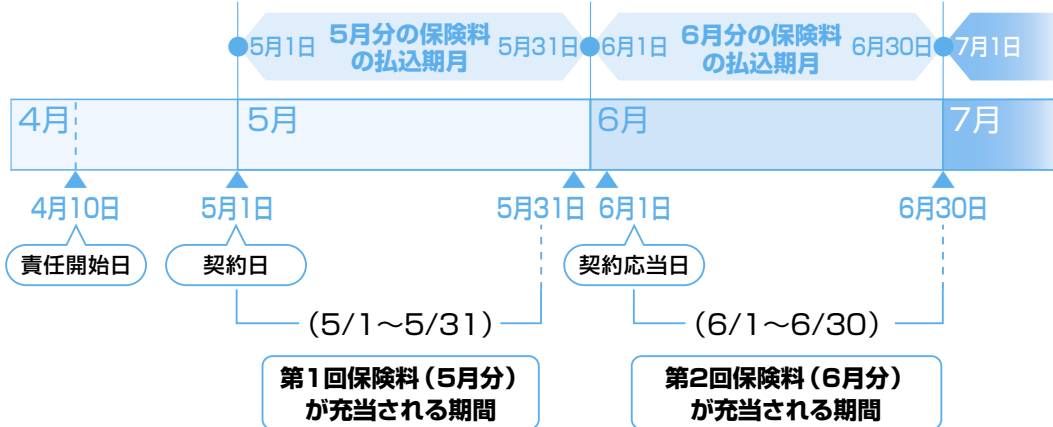 5月1日
5月分の保険料
の払込期月
5月31日
6月1日
6月分の保険料
の払込期月
6月30日
7月1日
4月
5月
6月
7月
4月10日
5月1日
5月31日
6月1日
6月30日
責任開始日
契約日
契約応当日
（5/1〜5/31）
（6/1〜6/30）
第1回保険料（5月分）
が充当される期間
第2回保険料（6月分）
が充当される期間